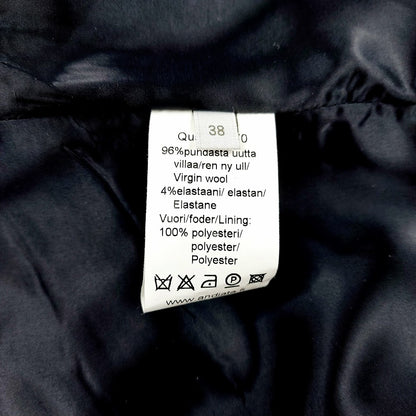 38
96%puhdasta uutta
villaa/ren ny ull/
Virgin wool
4%elastaani/ elastan/
Elastane
Vuori/foder/Lining:
100% polyesteri/
polyester/
Polyester